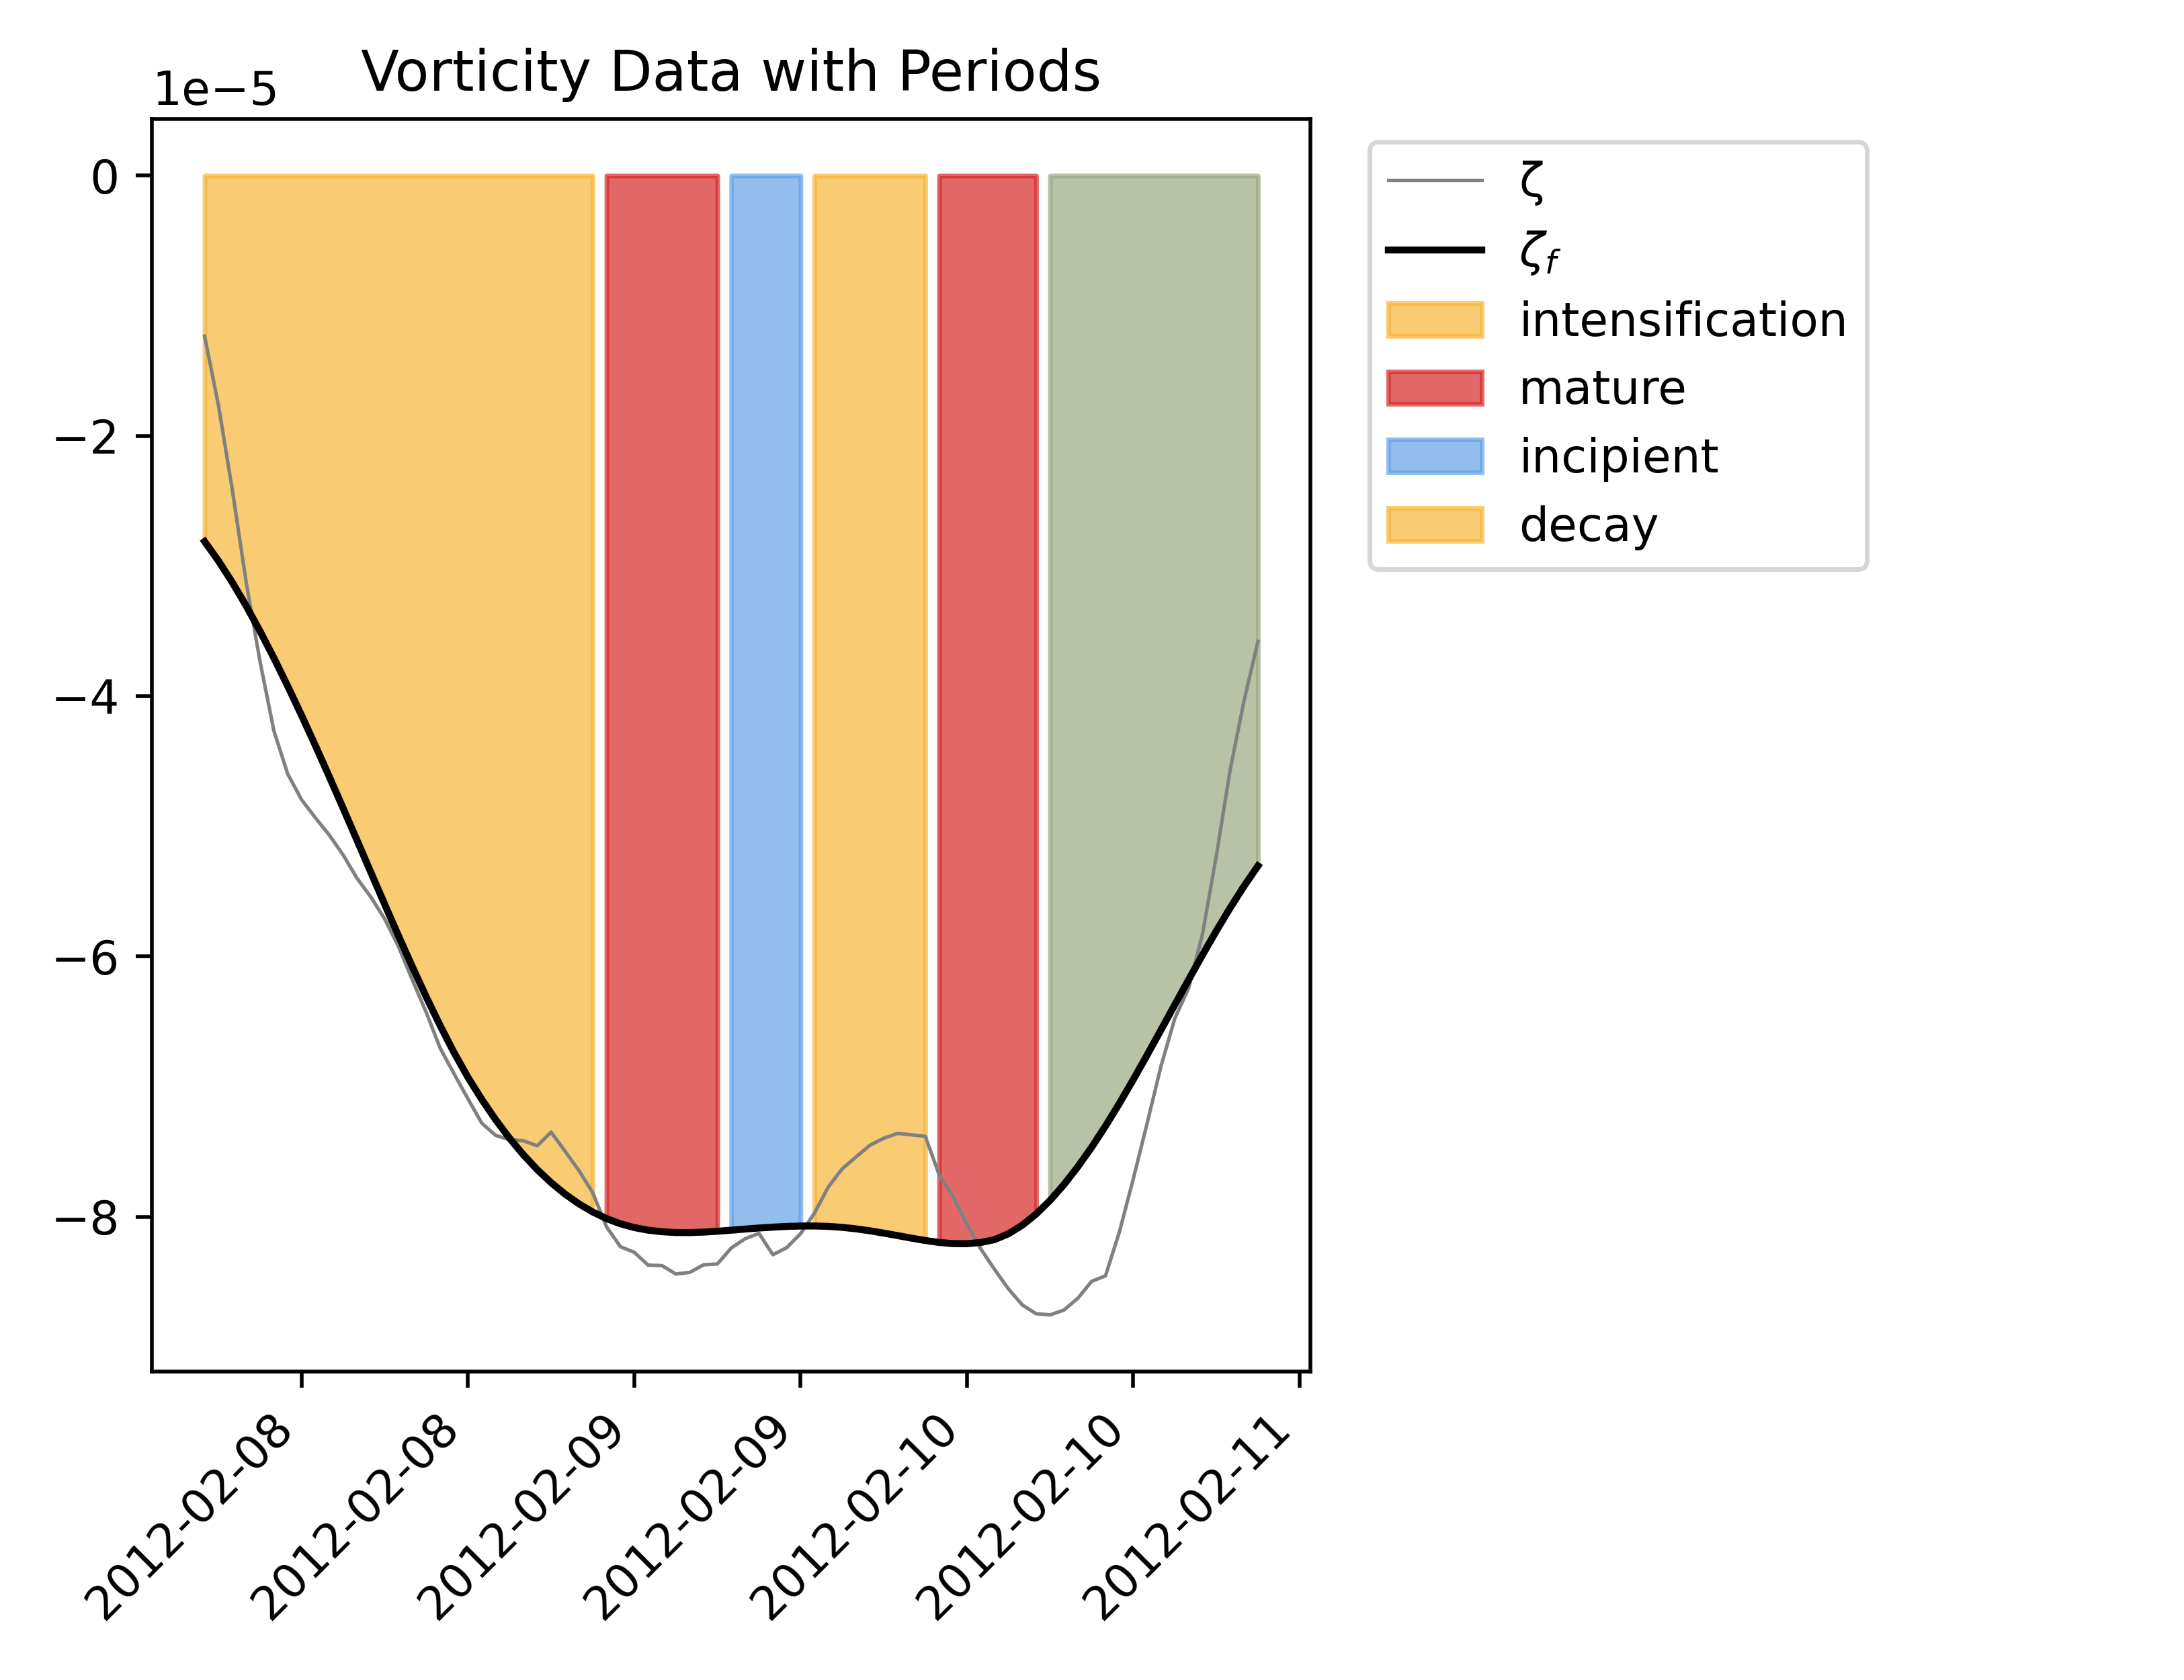 Vorticity Data with Periods
1e−5
0
−2
−4
−6
−8
2012-02-08
2012-02-08
2012-02-09
2012-02-09
2012-02-10
2012-02-10
2012-02-11
ζ
ζf
intensification
mature
incipient
decay